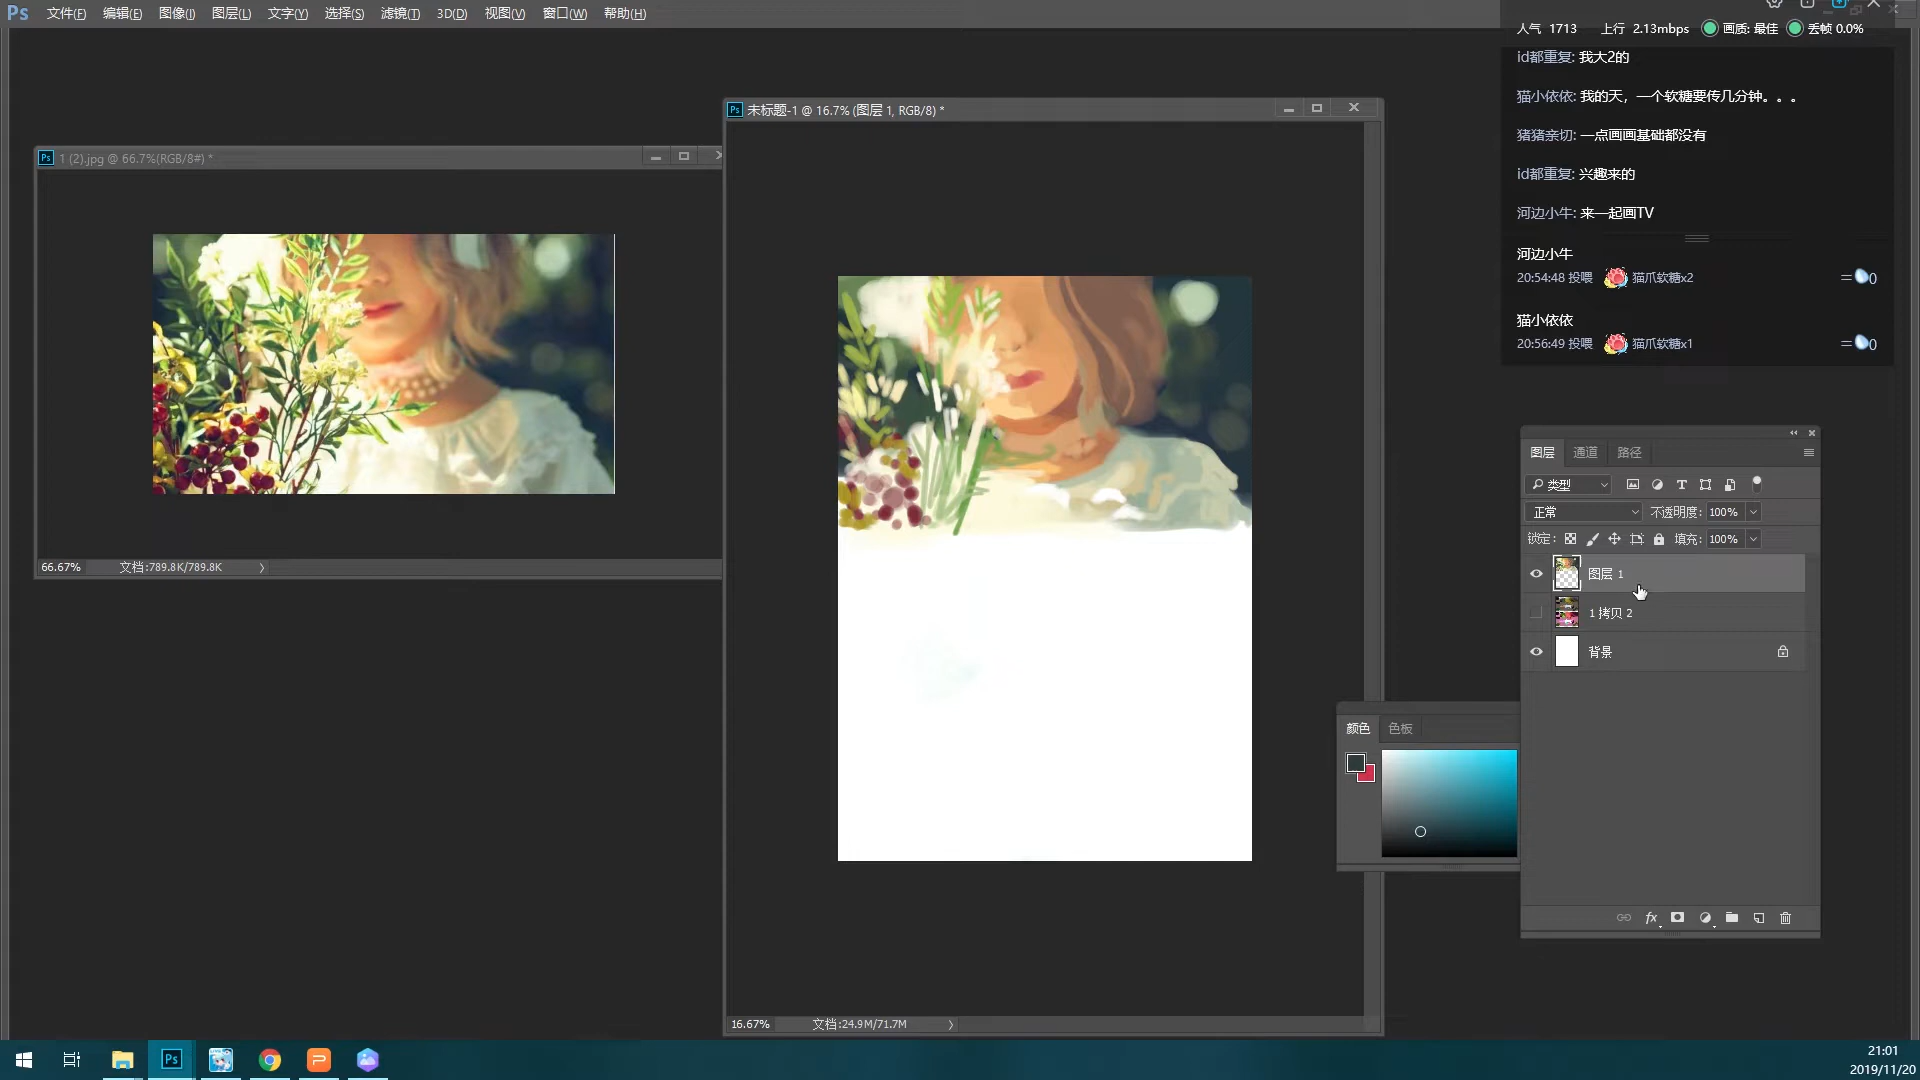 Ps 文件(F) 编辑(E) 图像(I) 图层(L) 文字(Y) 选择(S) 滤镜(T) 3D(D) 视图(V) 窗口(W) 帮助(H)
人气 1713 上行 2.13mbps 画质: 最佳 丢帧 0.0%
id都重复: 我大2的
猫小依依: 我的天，一个软糖要传几分钟。。。
猪猪亲切: 一点画画基础都没有
id都重复: 兴趣来的
河边小牛: 来一起画TV
河边小牛
20:54:48 投喂 猫爪软糖x2 = 0
猫小依依
20:56:49 投喂 猫爪软糖x1 = 0
Ps 1 (2).jpg @ 66.7%(RGB/8#) *
66.67% 文档:789.8K/789.8K
Ps 未标题-1 @ 16.7% (图层 1, RGB/8) *
16.67% 文档:24.9M/71.7M
图层 通道 路径
类型
正常 不透明度: 100%
锁定: 填充: 100%
图层 1
1 拷贝 2
背景
fx
颜色 色板
Ps
21:01
2019/11/20